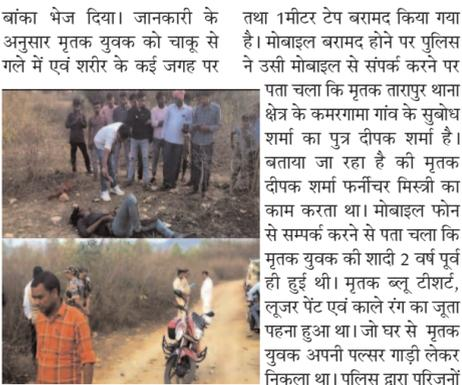 बांका भेज दिया। जानकारी के
अनुसार मृतक युवक को चाकू से
गले में एवं शरीर के कई जगह पर
तथा 1मीटर टेप बरामद किया गया
है। मोबाइल बरामद होने पर पुलिस
ने उसी मोबाइल से संपर्क करने पर
पता चला कि मृतक तारापुर थाना
क्षेत्र के कमरगामा गांव के सुबोध
शर्मा का पुत्र दीपक शर्मा है।
बताया जा रहा है की मृतक
दीपक शर्मा फर्नीचर मिस्त्री का
काम करता था। मोबाइल फोन
से सम्पर्क करने से पता चला कि
मृतक युवक की शादी 2 वर्ष पूर्व
ही हुई थी। मृतक ब्लू टीशर्ट,
लूजर पेंट एवं काले रंग का जूता
पहना हुआ था। जो घर से मृतक
युवक अपनी पल्सर गाड़ी लेकर
निकला था। पुलिस द्वारा परिजनों